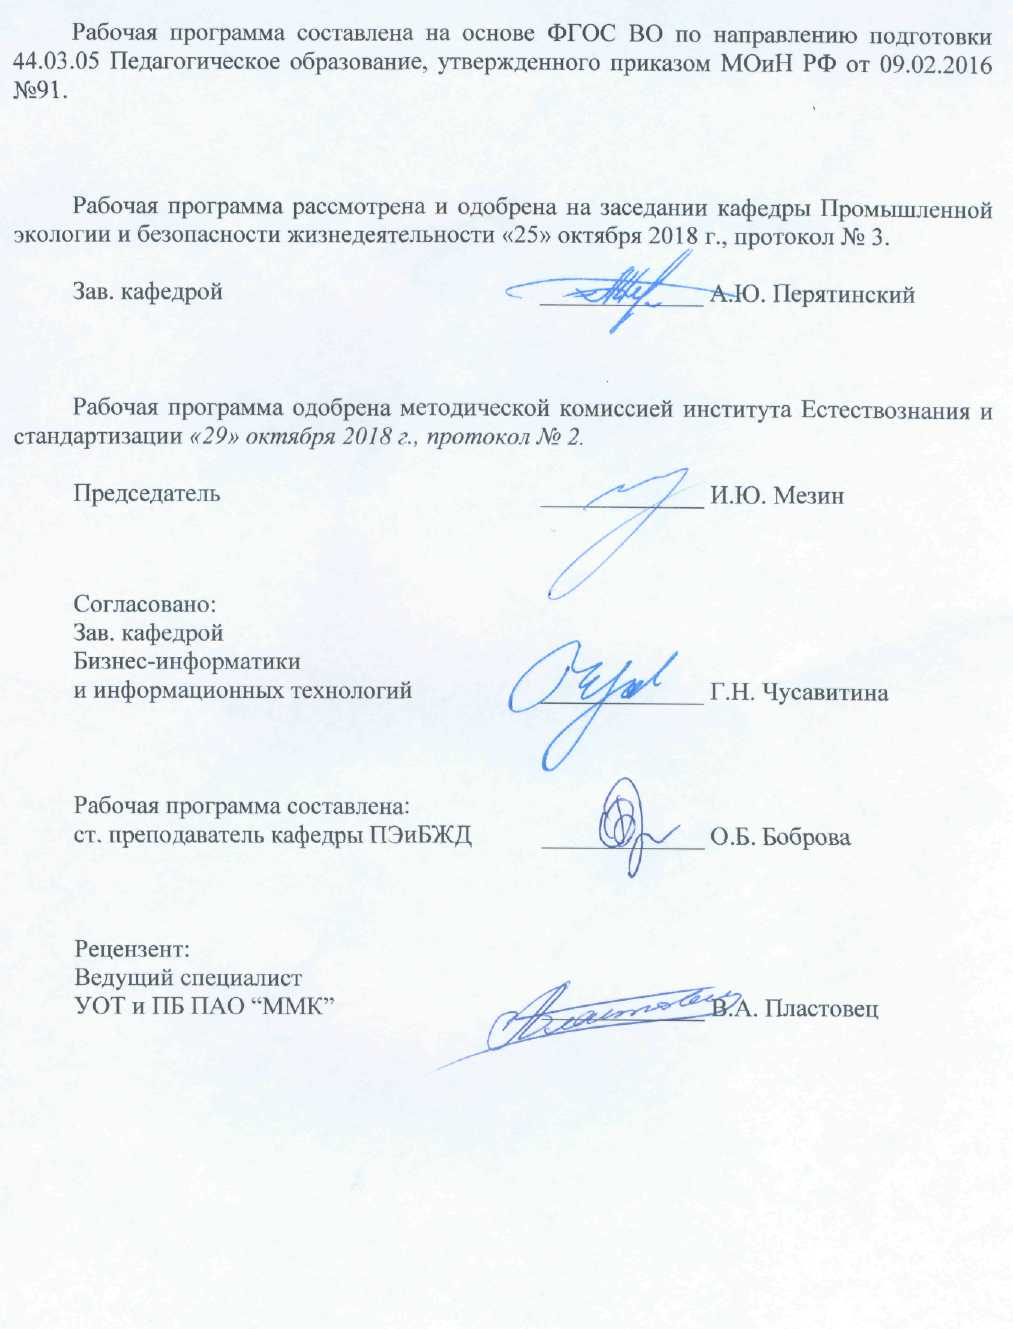 Рабочая программа составлена на основе ФГОС ВО по направлению подготовки
44.03.05 Педагогическое образование, утвержденного приказом МОиН РФ от 09.02.2016
№91.
Рабочая программа рассмотрена и одобрена на заседании кафедры Промышленной
экологии и безопасности жизнедеятельности «25» октября 2018 г., протокол № 3.
Зав. кафедрой А.Ю. Перятинский
Рабочая программа одобрена методической комиссией института Естествознания и
стандартизации «29» октября 2018 г., протокол № 2.
Председатель И.Ю. Мезин
Согласовано:
Зав. кафедрой
Бизнес-информатики
и информационных технологий Г.Н. Чусавитина
Рабочая программа составлена:
ст. преподаватель кафедры ПЭиБЖД О.Б. Боброва
Рецензент:
Ведущий специалист
УОТ и ПБ ПАО “ММК” В.А. Пластовец